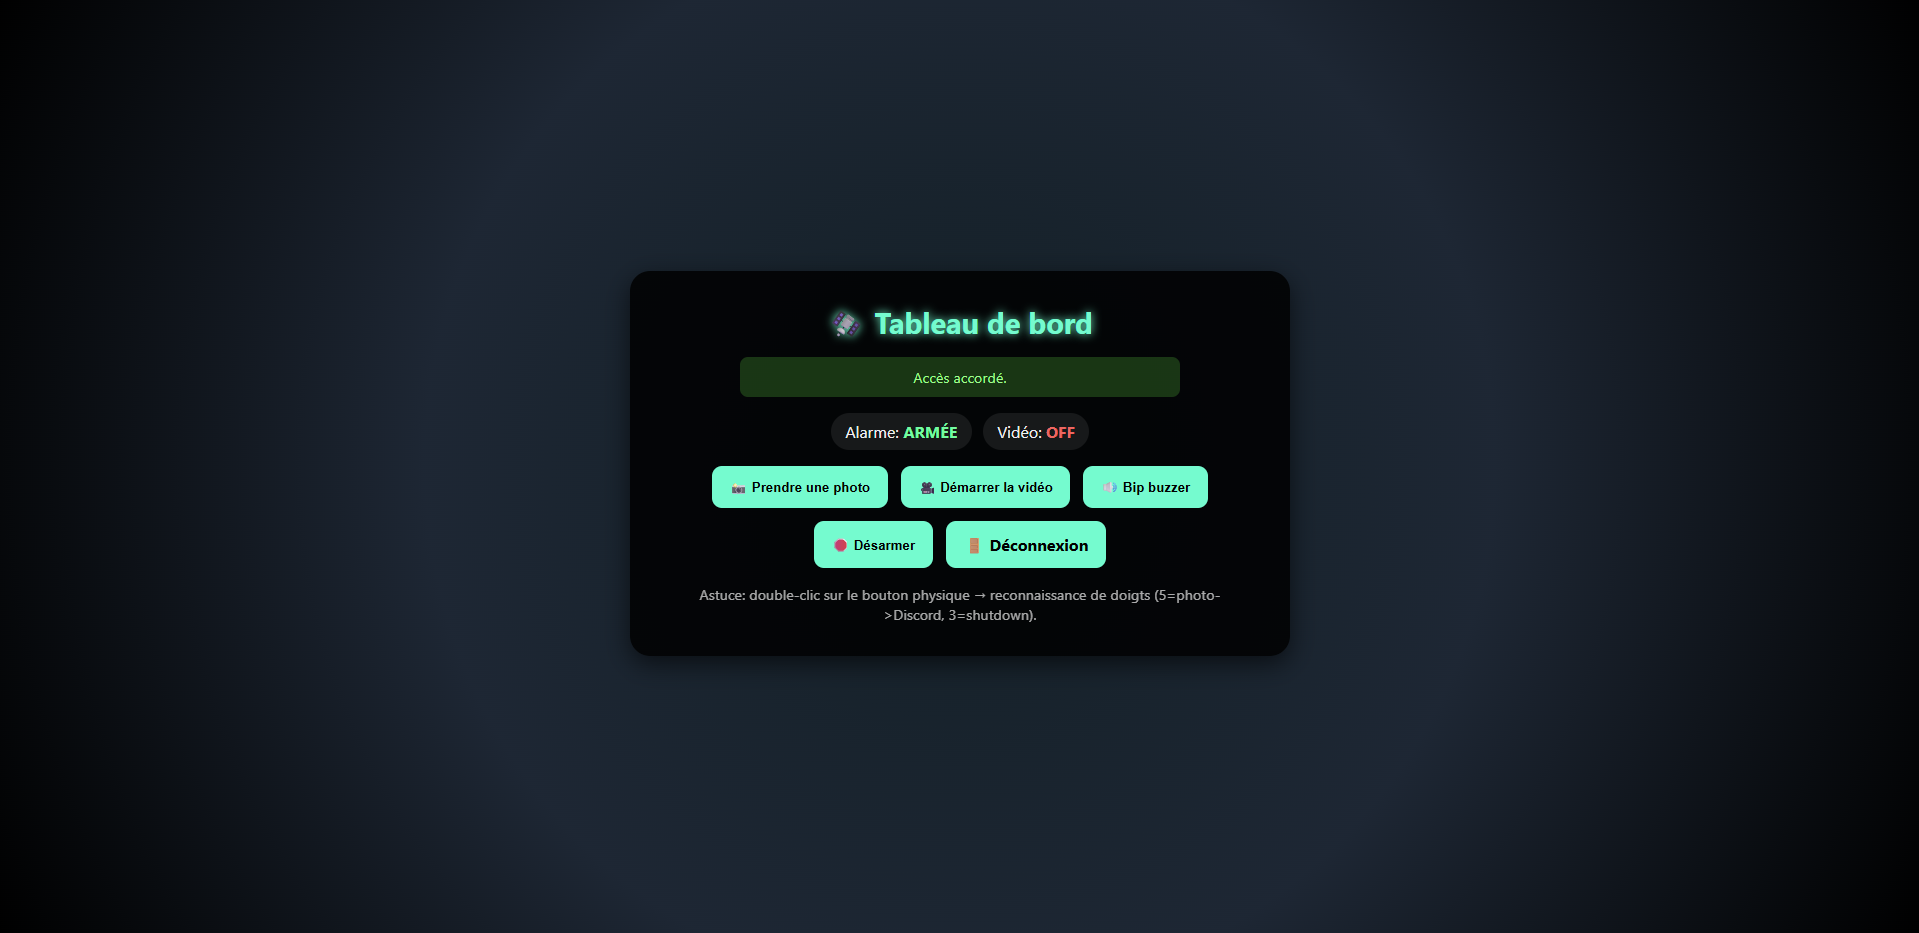 Tableau de bord
Accès accordé.
Alarme: ARMÉE Vidéo: OFF
Prendre une photo Démarrer la vidéo Bip buzzer
Désarmer Déconnexion
Astuce: double-clic sur le bouton physique → reconnaissance de doigts (5=photo-
>Discord, 3=shutdown).